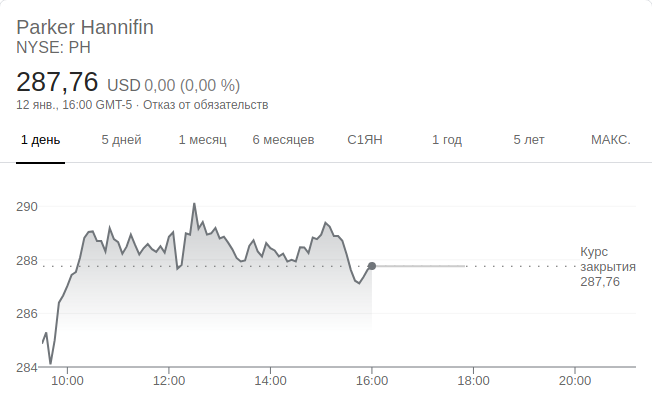 Parker Hannifin
NYSE: PH
287,76 USD 0,00 (0,00 %)
12 янв., 16:00 GMT-5 · Отказ от обязательств
1 день 5 дней 1 месяц 6 месяцев С1ЯН 1 год 5 лет МАКС.
290
288
286
284
Курс
закрытия
287,76
10:00 12:00 14:00 16:00 18:00 20:00